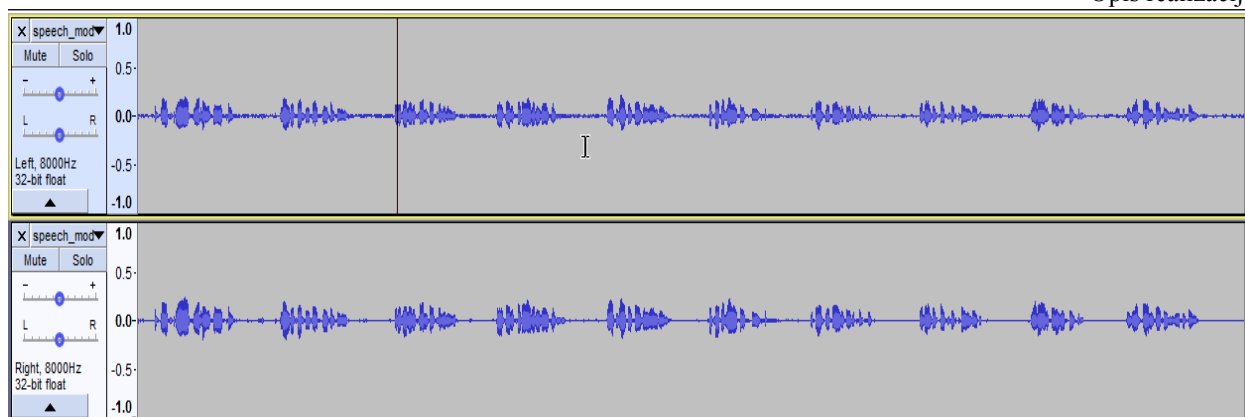 X speech_mod▼ 1.0
Mute Solo
0.5
- +
0.0
L R
Left, 8000Hz
32-bit float
-0.5
▲ -1.0
X speech_mod▼ 1.0
Mute Solo
0.5
- +
0.0
L R
Right, 8000Hz
32-bit float
-0.5
▲ -1.0